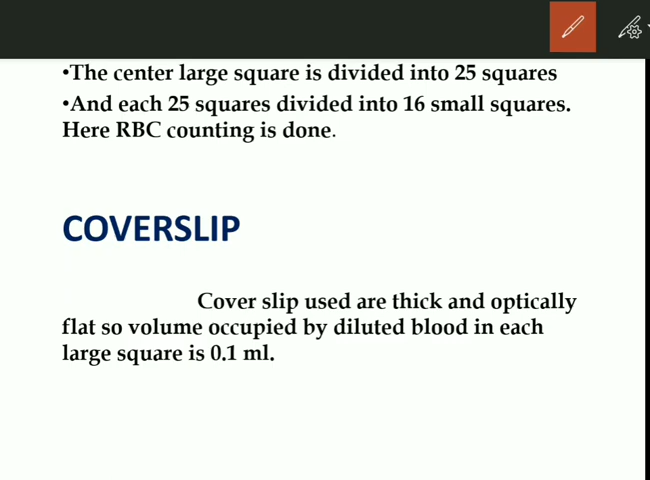 •The center large square is divided into 25 squares
•And each 25 squares divided into 16 small squares.
Here RBC counting is done.
COVERSLIP
Cover slip used are thick and optically
flat so volume occupied by diluted blood in each
large square is 0.1 ml.